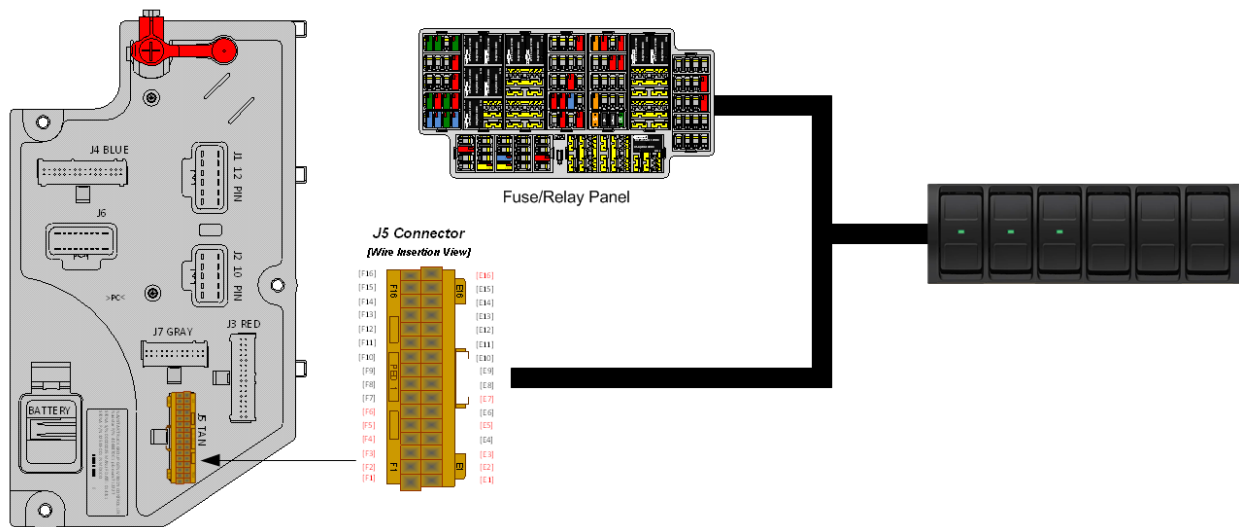 J4 BLUE
J1 12 PIN
J6
J2 10 PIN
>PC<
J7 GRAY
J3 RED
BATTERY
J5 TAN
Fuse/Relay Panel
J5 Connector
[Wire Insertion View]
[F16]
[F15]
[F14]
[F13]
[F12]
[F11]
[F10]
[F9]
[F8]
[F7]
[F6]
[F5]
[F4]
[F3]
[F2]
[F1]
F16
F1
E16
E1
[E16]
[E15]
[E14]
[E13]
[E12]
[E11]
[E10]
[E9]
[E8]
[E7]
[E6]
[E5]
[E4]
[E3]
[E2]
[E1]